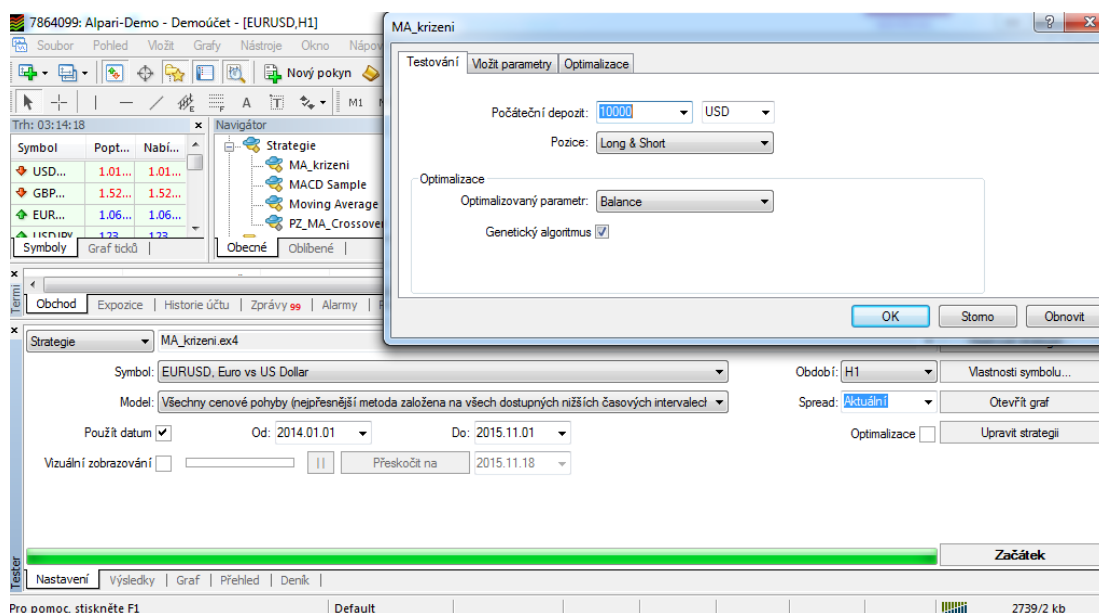 7864099: Alpari-Demo - Demoúčet - [EURUSD,H1]
Soubor Pohled Vložit Grafy Nástroje Okno Nápov
Nový pokyn
A T M1
Trh: 03:14:18
Symbol Popt... Nabí...
USD... 1.01... 1.01...
GBP... 1.52... 1.52...
EUR... 1.06... 1.06...
USDJPY 123 123
Symboly Graf ticků
Navigátor
Strategie
MA_krizeni
MACD Sample
Moving Average
PZ_MA_Crossover
Obecné Oblíbené
MA_krizeni
Testování Vložit parametry Optimalizace
Počáteční depozit: 10000 USD
Pozice: Long & Short
Optimalizace
Optimalizovaný parametr: Balance
Genetický algoritmus
OK Storno Obnovit
Termi
Obchod Expozice Historie účtu Zprávy 99 Alarmy
Strategie MA_krizeni.ex4
Symbol: EURUSD, Euro vs US Dollar Období: H1 Vlastnosti symbolu...
Model: Všechny cenové pohyby (nejpřesnější metoda založena na všech dostupných nižších časových intervalech Spread: Aktuální Otevřít graf
Použít datum Od: 2014.01.01 Do: 2015.11.01 Optimalizace Upravit strategii
Vizuální zobrazování Přeskočit na 2015.11.18
Začátek
Tester
Nastavení Výsledky Graf Přehled Deník
Pro pomoc, stiskněte F1 Default 2739/2 kb